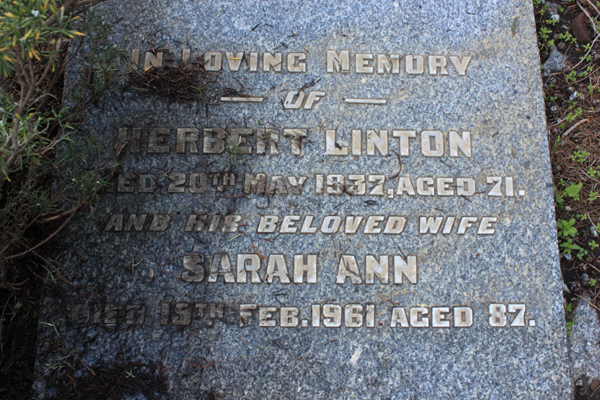 IN LOVING MEMORY
— OF —
HERBERT LINTON
DIED 20TH MAY 1937, AGED 71.
AND HIS BELOVED WIFE
SARAH ANN
DIED 15TH FEB. 1961. AGED 87.